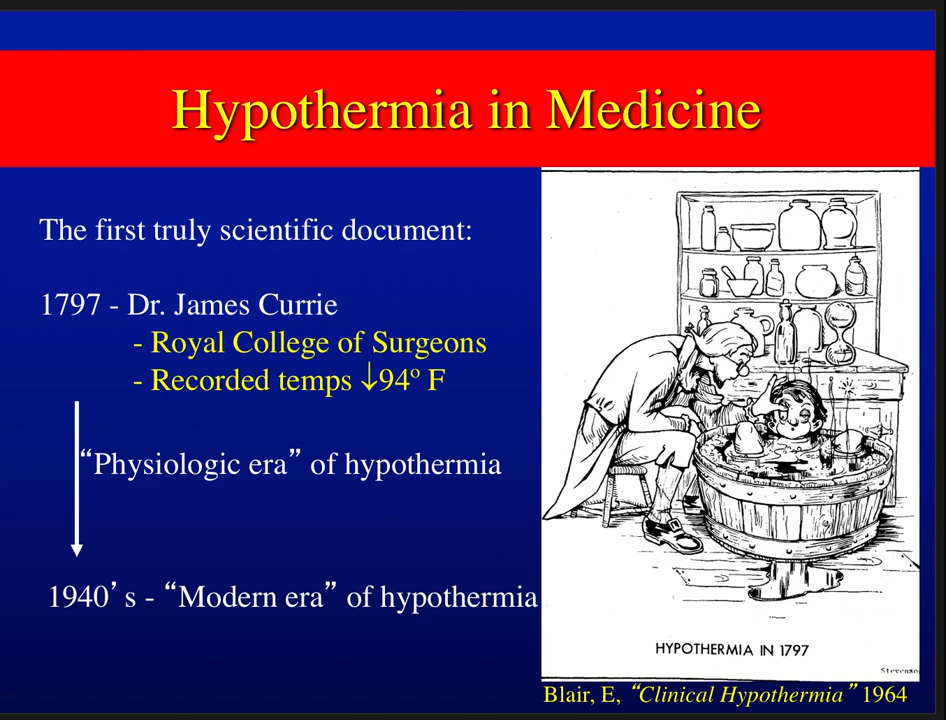 Hypothermia in Medicine
The first truly scientific document:
1797 - Dr. James Currie
- Royal College of Surgeons
- Recorded temps ↓94º F
“Physiologic era” of hypothermia
1940’s - “Modern era” of hypothermia
HYPOTHERMIA IN 1797
Blair, E, “Clinical Hypothermia” 1964